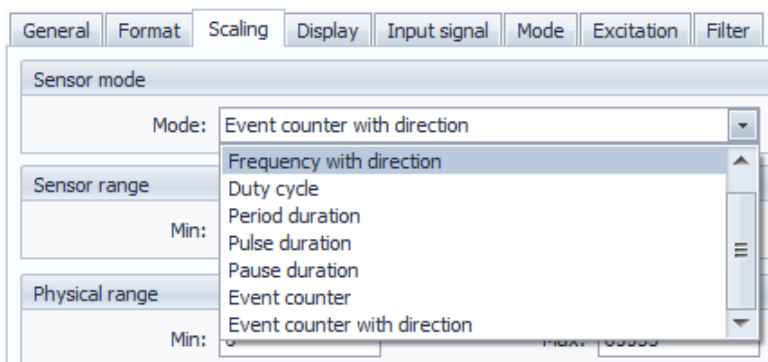 General Format Scaling Display Input signal Mode Excitation Filter
Sensor mode
Mode: Event counter with direction
Frequency with direction
Sensor range
Duty cycle
Period duration
Min:
Pulse duration
Pause duration
Physical range
Event counter
Event counter with direction
Min: